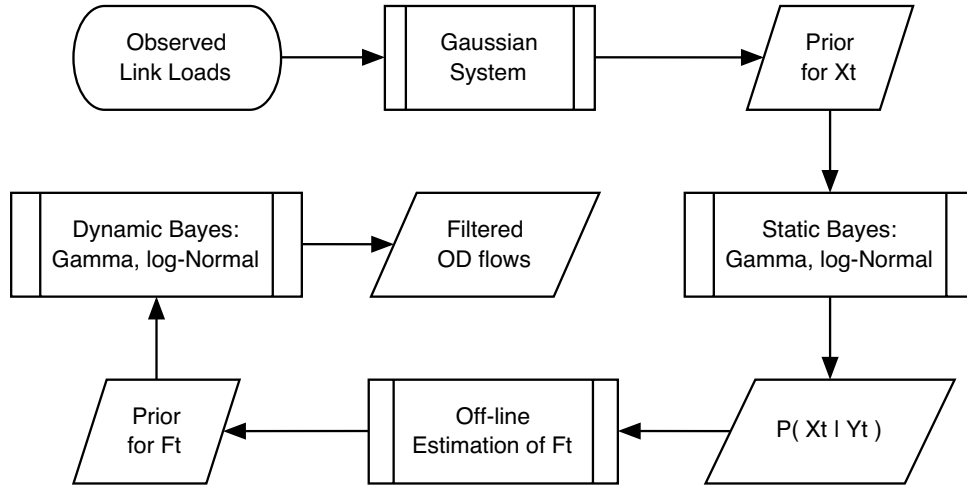 Observed
Link Loads
Gaussian
System
Prior
for Xt
Dynamic Bayes:
Gamma, log-Normal
Filtered
OD flows
Static Bayes:
Gamma, log-Normal
Prior
for Ft
Off-line
Estimation of Ft
P( Xt | Yt )